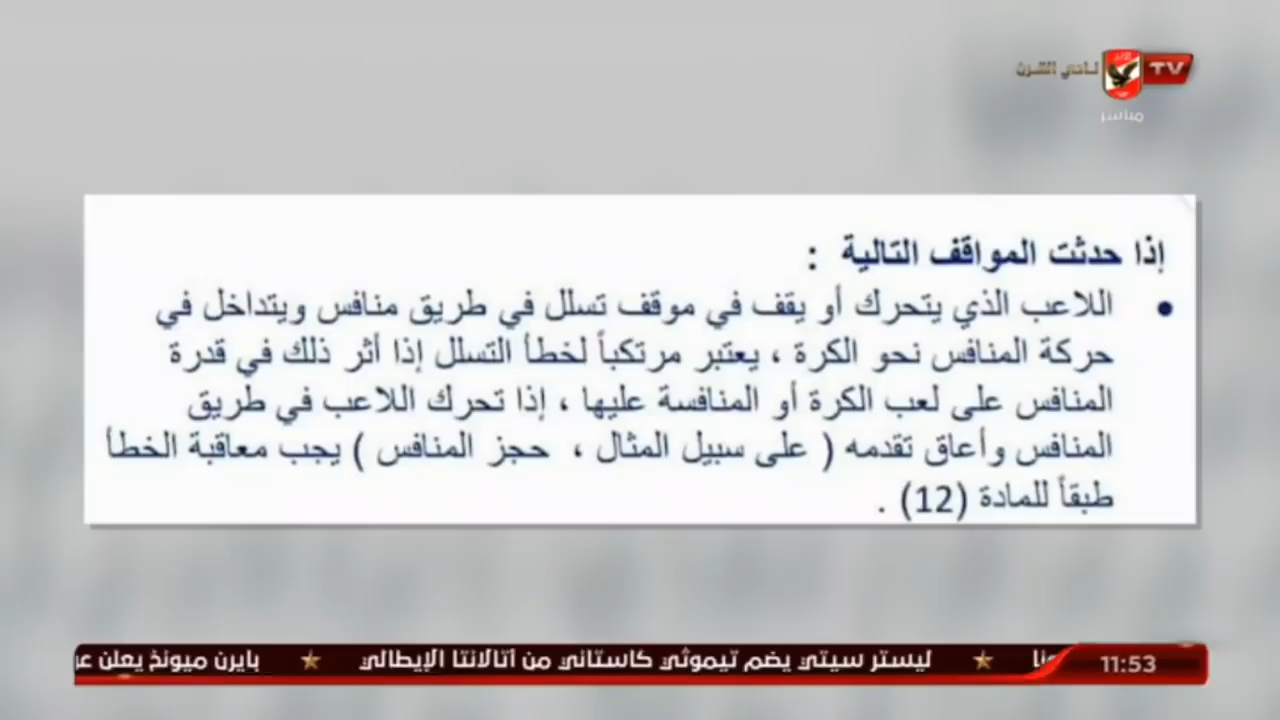 نادي القرن
TV
مباشر
إذا حدثت المواقف التالية :
• اللاعب الذي يتحرك أو يقف في موقف تسلل في طريق منافس ويتداخل في
حركة المنافس نحو الكرة ، يعتبر مرتكباً لخطأ التسلل إذا أثر ذلك في قدرة
المنافس على لعب الكرة أو المنافسة عليها ، إذا تحرك اللاعب في طريق
المنافس وأعاق تقدمه ( على سبيل المثال ، حجز المنافس ) يجب معاقبة الخطأ
طبقاً للمادة (12) .
11:53
ليستر سيتي يضم تيموثي كاستاني من أتالانتا الإيطالي
بايرن ميونخ يعلن